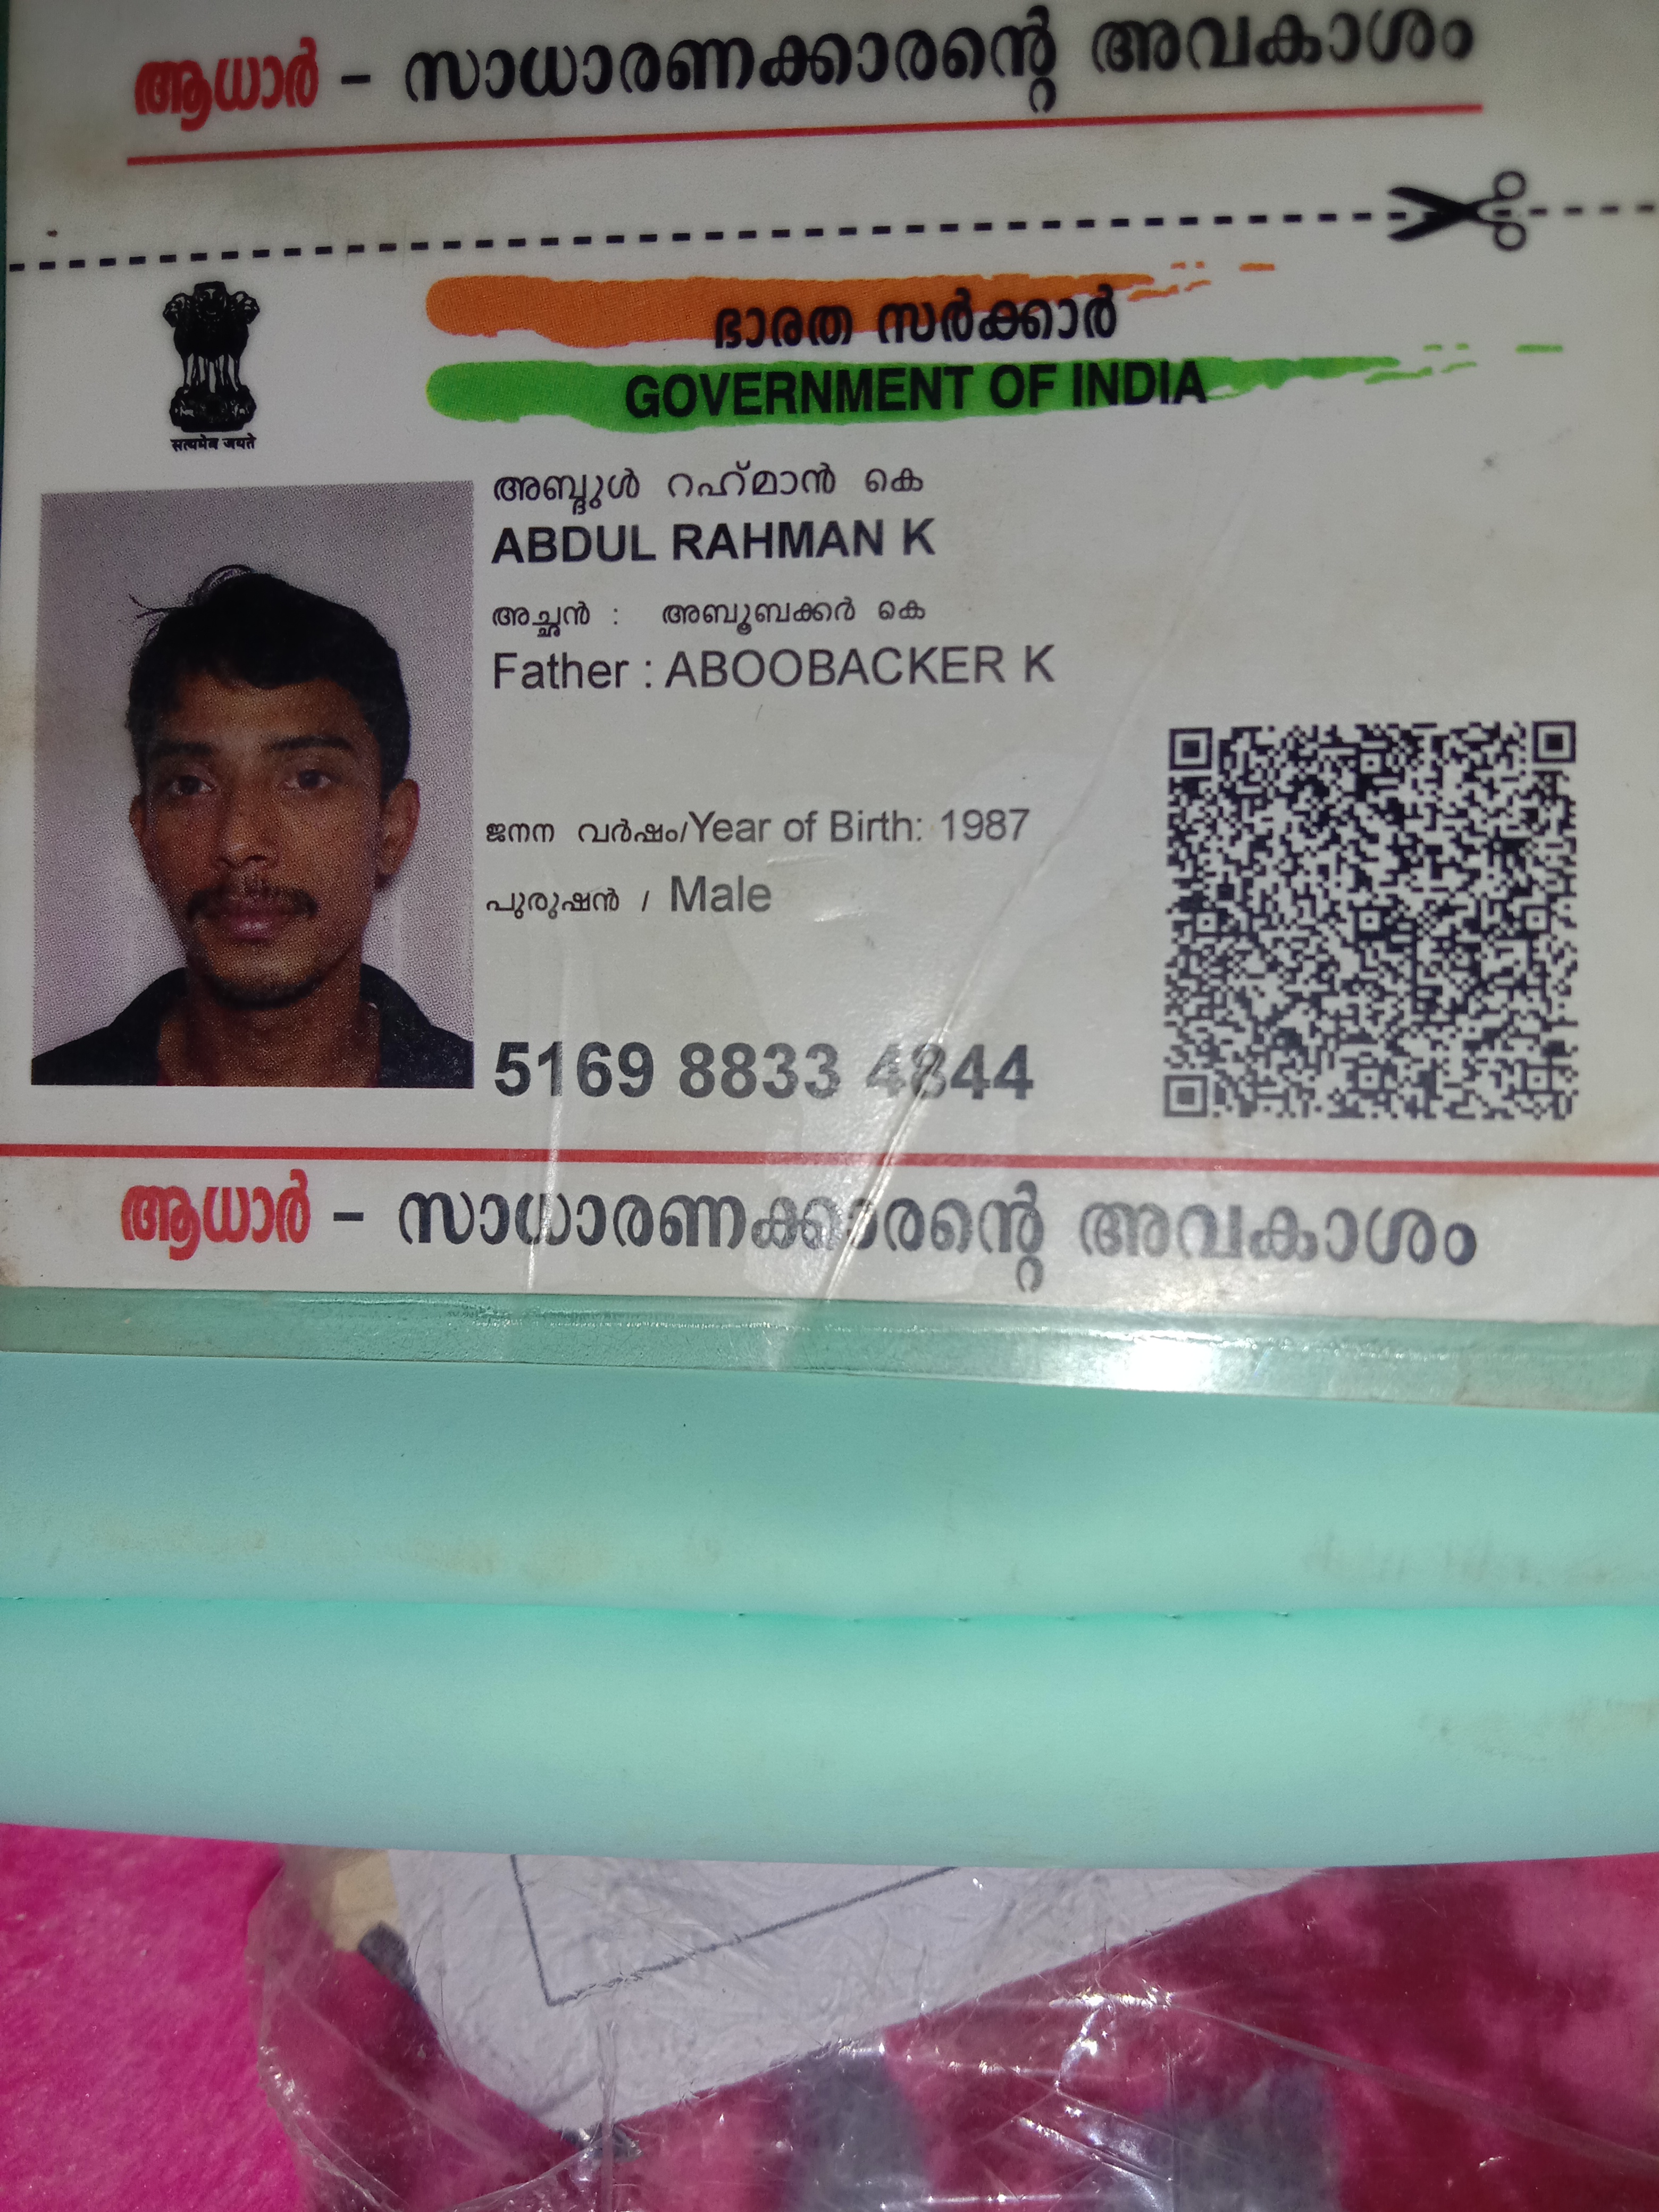 ആധാർ – സാധാരണക്കാരന്റെ അവകാശം
ഭാരത സർക്കാർ
GOVERNMENT OF INDIA
सत्यमेव जयते
അബ്ദുൾ റഹ്‌മാൻ കെ
ABDUL RAHMAN K
അച്ഛൻ : അബൂബക്കർ കെ
Father : ABOOBACKER K
ജനന വർഷം/Year of Birth: 1987
പുരുഷൻ / Male
5169 8833 4844
ആധാർ – സാധാരണക്കാരന്റെ അവകാശം